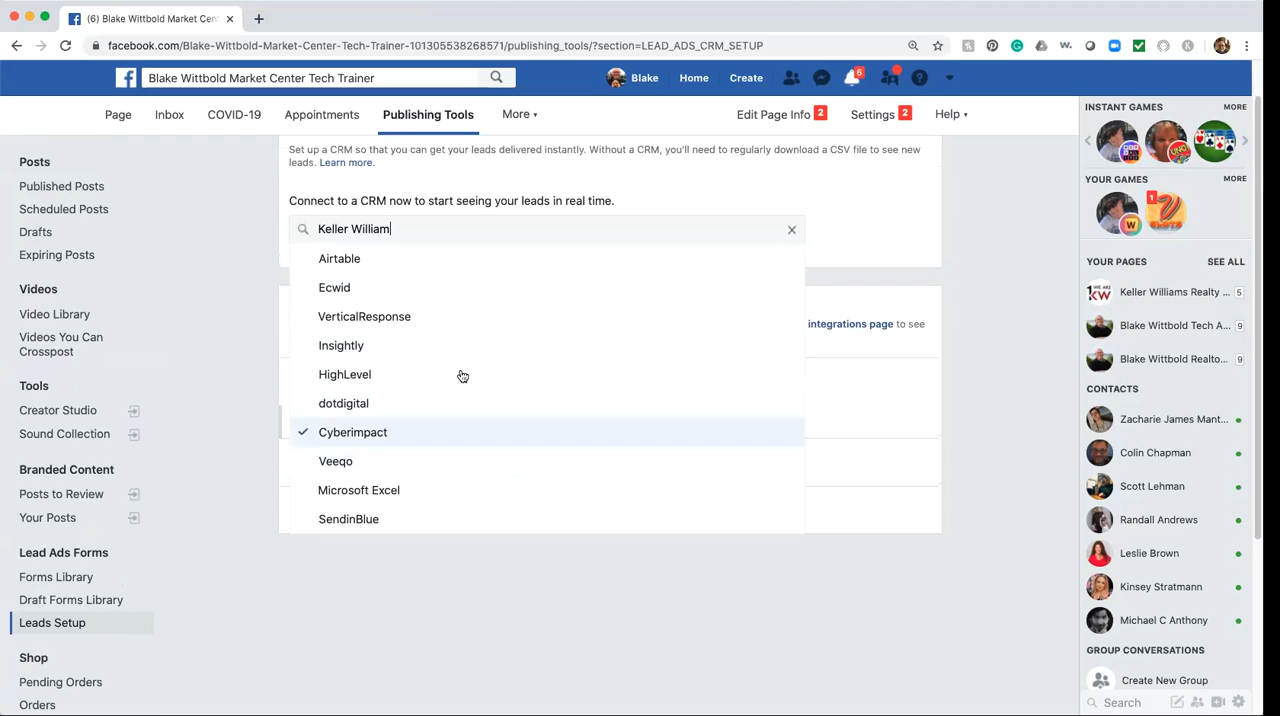 (6) Blake Wittbold Market Cen
facebook.com/Blake-Wittbold-Market-Center-Tech-Trainer-101305538268571/publishing_tools/?section=LEAD_ADS_CRM_SETUP
Blake Wittbold Market Center Tech Trainer
Blake
Home
Create
6
Page
Inbox
COVID-19
Appointments
Publishing Tools
More
Edit Page Info 2
Settings 2
Help
Posts
Published Posts
Scheduled Posts
Drafts
Expiring Posts
Videos
Video Library
Videos You Can
Crosspost
Tools
Creator Studio
Sound Collection
Branded Content
Posts to Review
Your Posts
Lead Ads Forms
Forms Library
Draft Forms Library
Leads Setup
Shop
Pending Orders
Orders
Set up a CRM so that you can get your leads delivered instantly. Without a CRM, you'll need to regularly download a CSV file to see new
leads. Learn more.
Connect to a CRM now to start seeing your leads in real time.
Keller William
Airtable
Ecwid
VerticalResponse
Insightly
HighLevel
dotdigital
Cyberimpact
Veeqo
Microsoft Excel
SendinBlue
integrations page to see
INSTANT GAMES
MORE
YOUR GAMES
MORE
1
W
YOUR PAGES
SEE ALL
KW
Keller Williams Realty ... 5
Blake Wittbold Tech A... 9
Blake Wittbold Realto... 9
CONTACTS
Zacharie James Mant...
Colin Chapman
Scott Lehman
Randall Andrews
Leslie Brown
Kinsey Stratmann
Michael C Anthony
GROUP CONVERSATIONS
Create New Group
Search